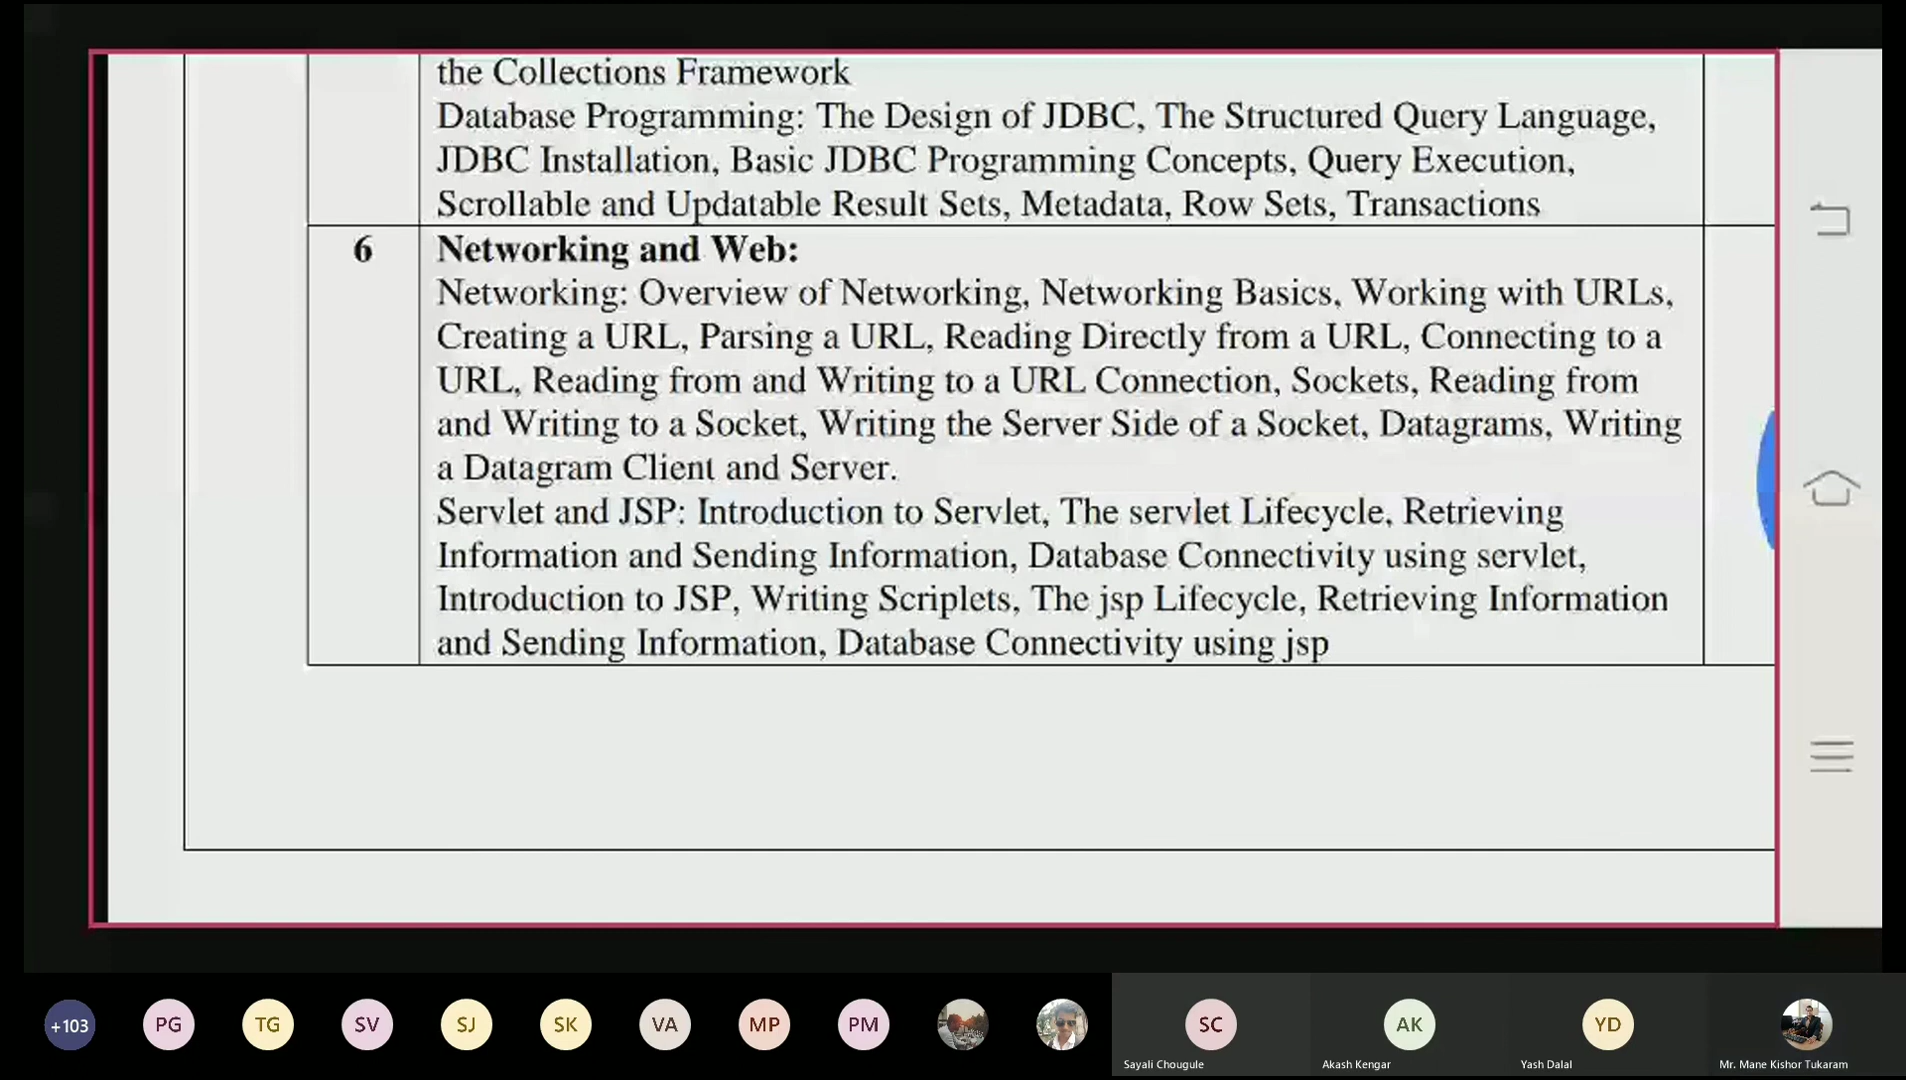 the Collections Framework
Database Programming: The Design of JDBC, The Structured Query Language,
JDBC Installation, Basic JDBC Programming Concepts, Query Execution,
Scrollable and Updatable Result Sets, Metadata, Row Sets, Transactions
6 Networking and Web:
Networking: Overview of Networking, Networking Basics, Working with URLs,
Creating a URL, Parsing a URL, Reading Directly from a URL, Connecting to a
URL, Reading from and Writing to a URL Connection, Sockets, Reading from
and Writing to a Socket, Writing the Server Side of a Socket, Datagrams, Writing
a Datagram Client and Server.
Servlet and JSP: Introduction to Servlet, The servlet Lifecycle, Retrieving
Information and Sending Information, Database Connectivity using servlet,
Introduction to JSP, Writing Scriplets, The jsp Lifecycle, Retrieving Information
and Sending Information, Database Connectivity using jsp
+103 PG TG SV SJ SK VA MP PM SC AK YD
Sayali Chougule Akash Kengar Yash Dalal Mr. Mane Kishor Tukaram